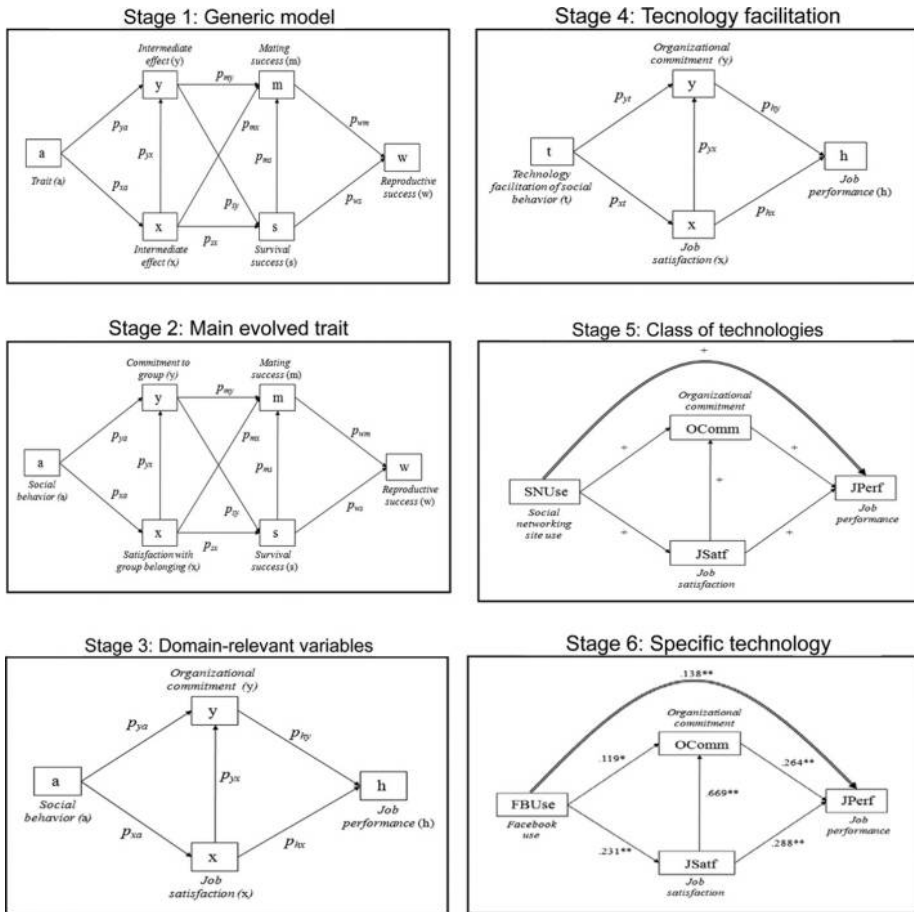 Stage 1: Generic model
Intermediate
effect (y)
Mating
success (m)
y
p_my
m
p_ya
p_mx
p_wm
p_yx
p_ms
a
w
Trait (a)
Reproductive
success (w)
p_xa
p_sy
p_ws
x
p_sx
s
Intermediate
effect (x)
Survival
success (s)
Stage 2: Main evolved trait
Commitment to
group (y)
Mating
success (m)
y
p_my
m
p_ya
p_mx
p_wm
p_yx
p_ms
a
w
Social
behavior (a)
Reproductive
success (w)
p_xa
p_sy
p_ws
x
p_sx
s
Satisfaction with
group belonging (x)
Survival
success (s)
Stage 3: Domain-relevant variables
Organizational
commitment (y)
y
p_ya
p_hy
p_yx
a
h
Social
behavior (a)
Job
performance (h)
p_xa
p_hx
x
Job
satisfaction (x)
Stage 4: Tecnology facilitation
Organizational
commitment (y)
y
p_yt
p_hy
p_yx
t
h
Technology
facilitation of social
behavior (t)
Job
performance (h)
p_xt
p_hx
x
Job
satisfaction (x)
Stage 5: Class of technologies
+
Organizational
commitment
OComm
+
+
+
SNUse
JPerf
Social
networking
site use
Job
performance
+
+
JSatf
Job
satisfaction
Stage 6: Specific technology
.138**
Organizational
commitment
OComm
.119*
.264**
.669**
FBUse
JPerf
Facebook
use
Job
performance
.231**
.288**
JSatf
Job
satisfaction